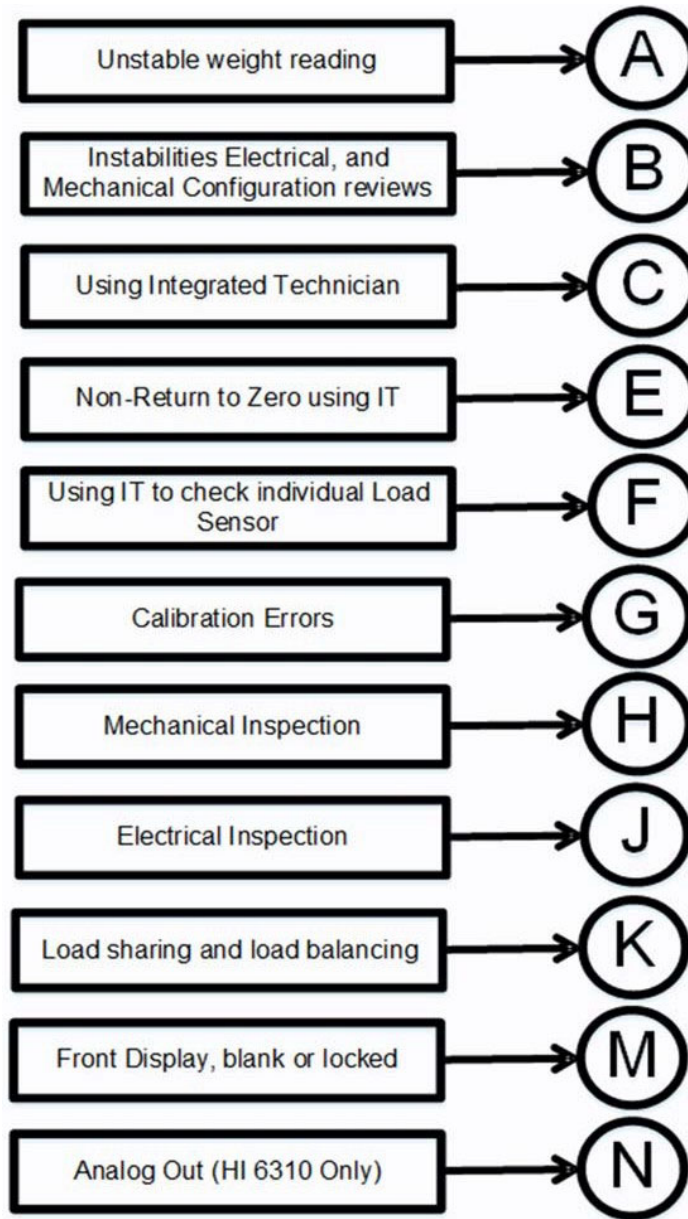 Unstable weight reading
A
Instabilities Electrical, and
Mechanical Configuration reviews
B
Using Integrated Technician
C
Non-Return to Zero using IT
E
Using IT to check individual Load
Sensor
F
Calibration Errors
G
Mechanical Inspection
H
Electrical Inspection
J
Load sharing and load balancing
K
Front Display, blank or locked
M
Analog Out (HI 6310 Only)
N